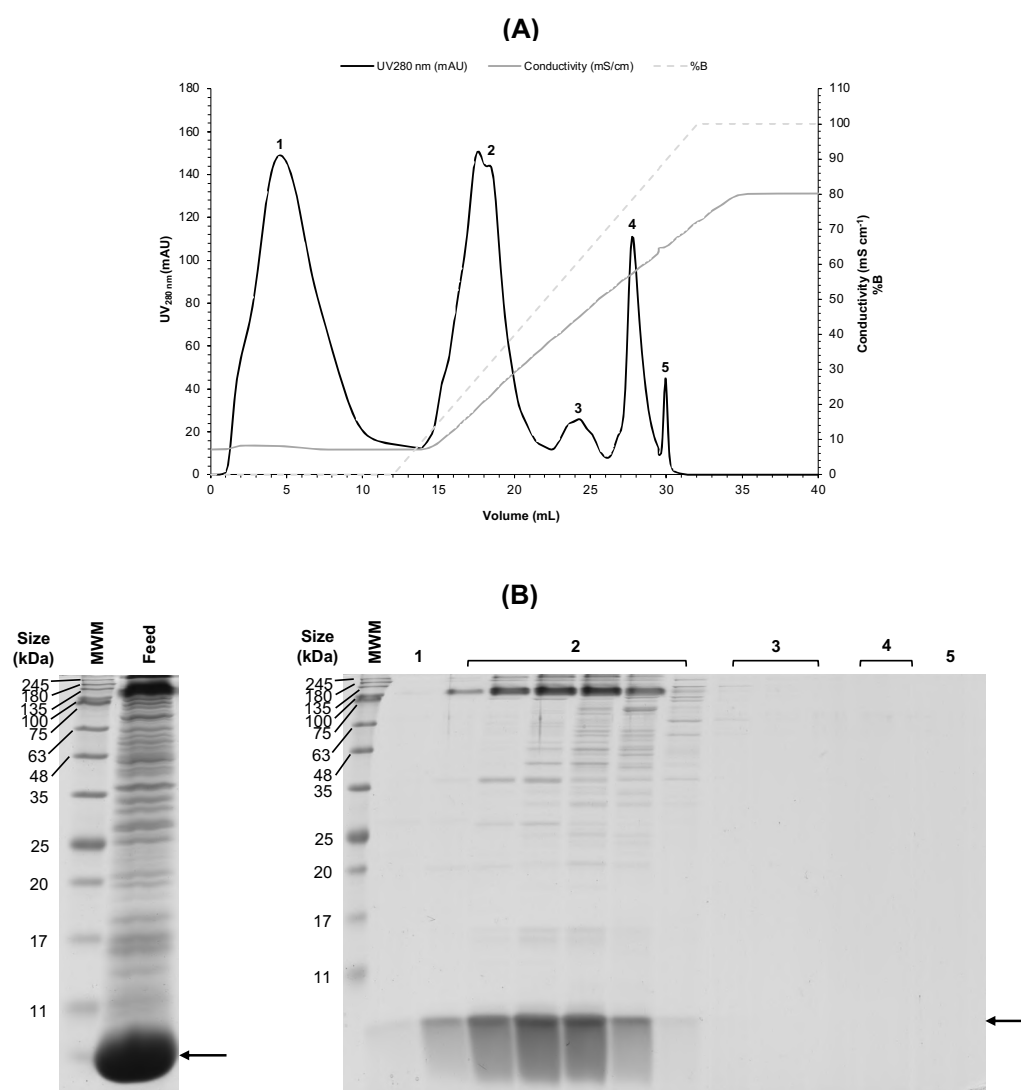 (A)
UV280 nm (mAU) Conductivity (mS/cm) %B
180 160 140 120 100 80 60 40 20 0
UV280 nm (mAU)
110 100 90 80 70 60 50 40 30 20 10 0
Conductivity (mS cm-1)
%B
1 2 3 4 5
0 5 10 15 20 25 30 35 40
Volume (mL)
(B)
Size
(kDa)
MWM
Feed
245
180
135
100
75
63
48
35
25
20
17
11
Size
(kDa)
MWM
1 2 3 4 5
245
180
135
100
75
63
48
35
25
20
17
11